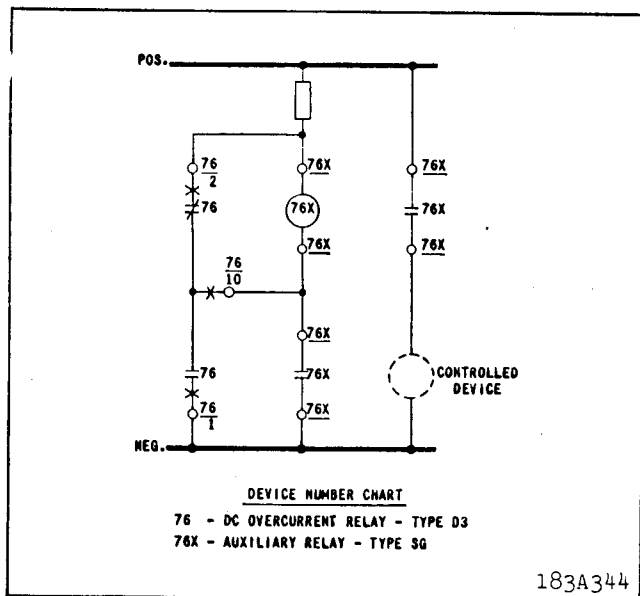 POS.
76
2
76X
76X
76
76X
76X
76X
76X
76
10
76X
76
76X
CONTROLLED
DEVICE
76
1
76X
NEG.
DEVICE NUMBER CHART
76 - DC OVERCURRENT RELAY - TYPE D3
76X - AUXILIARY RELAY - TYPE SG
183A344